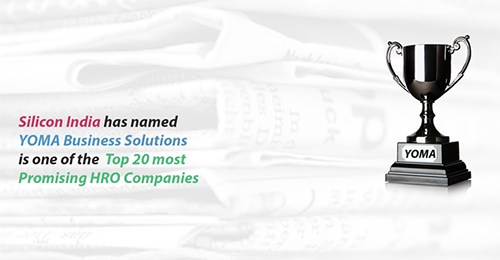 Silicon India has named
YOMA Business Solutions
is one of the Top 20 most
Promising HRO Companies
YOMA